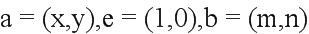 a = (x,y),e = (1,0),b = (m,n)